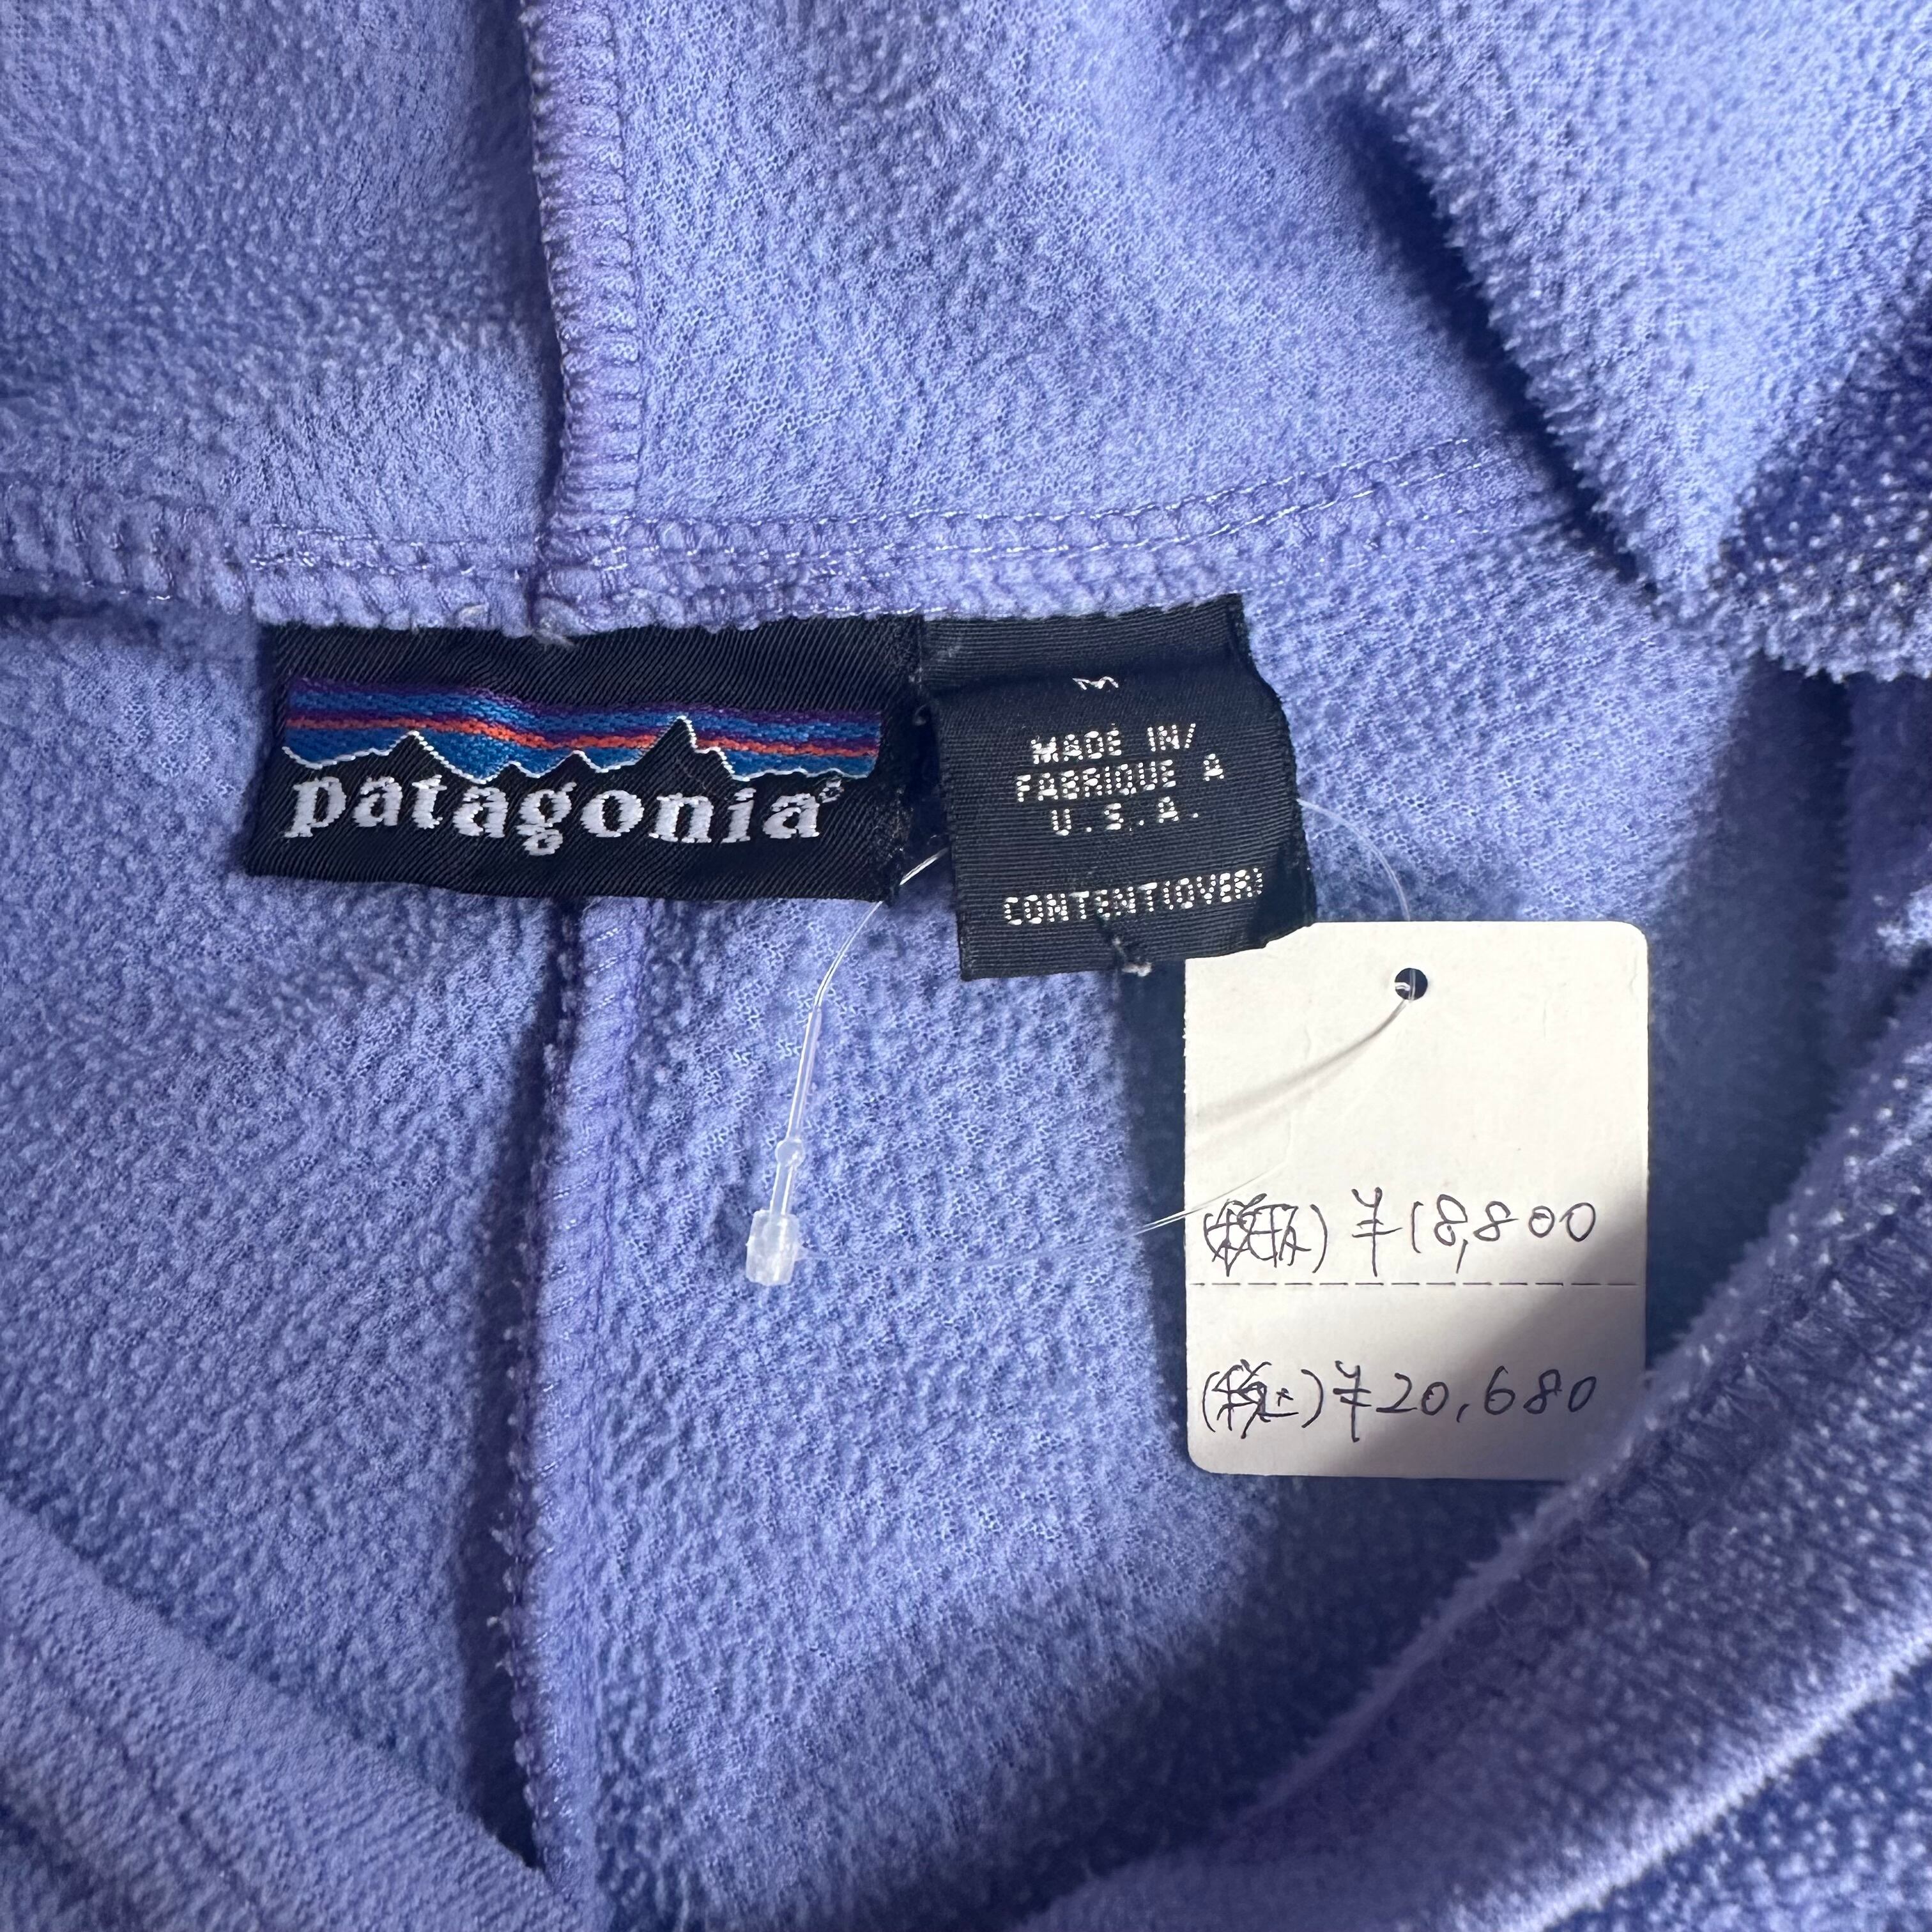 patagonia®
M
MADE IN/
FABRIQUE A
U.S.A.
CONTENT(OVER)
(税抜) ¥18,800
(税込) ¥20,680